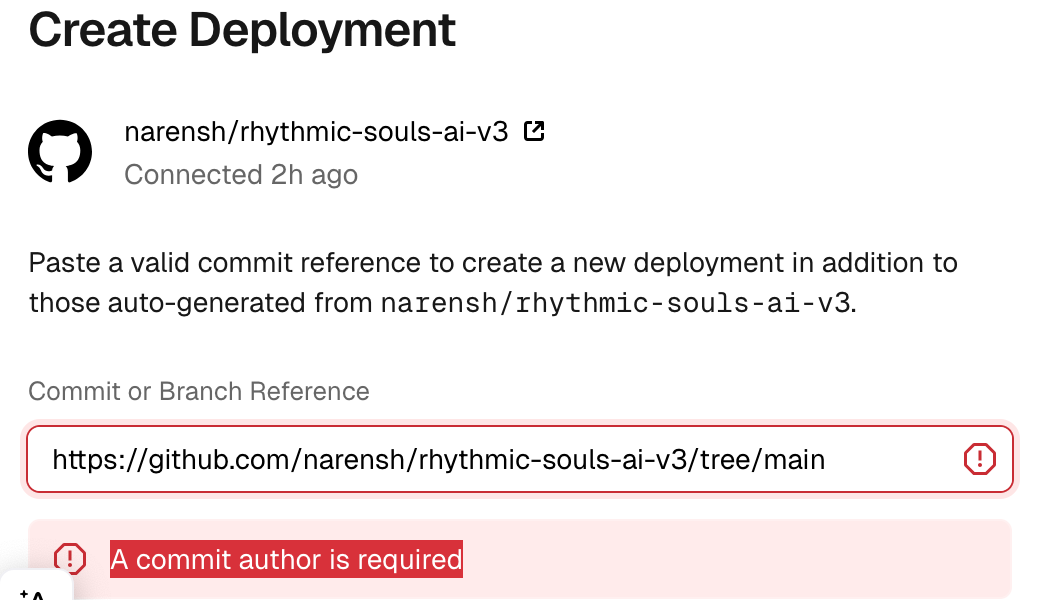 Create Deployment
narensh/rhythmic-souls-ai-v3
Connected 2h ago
Paste a valid commit reference to create a new deployment in addition to
those auto-generated from narensh/rhythmic-souls-ai-v3.
Commit or Branch Reference
https://github.com/narensh/rhythmic-souls-ai-v3/tree/main
A commit author is required